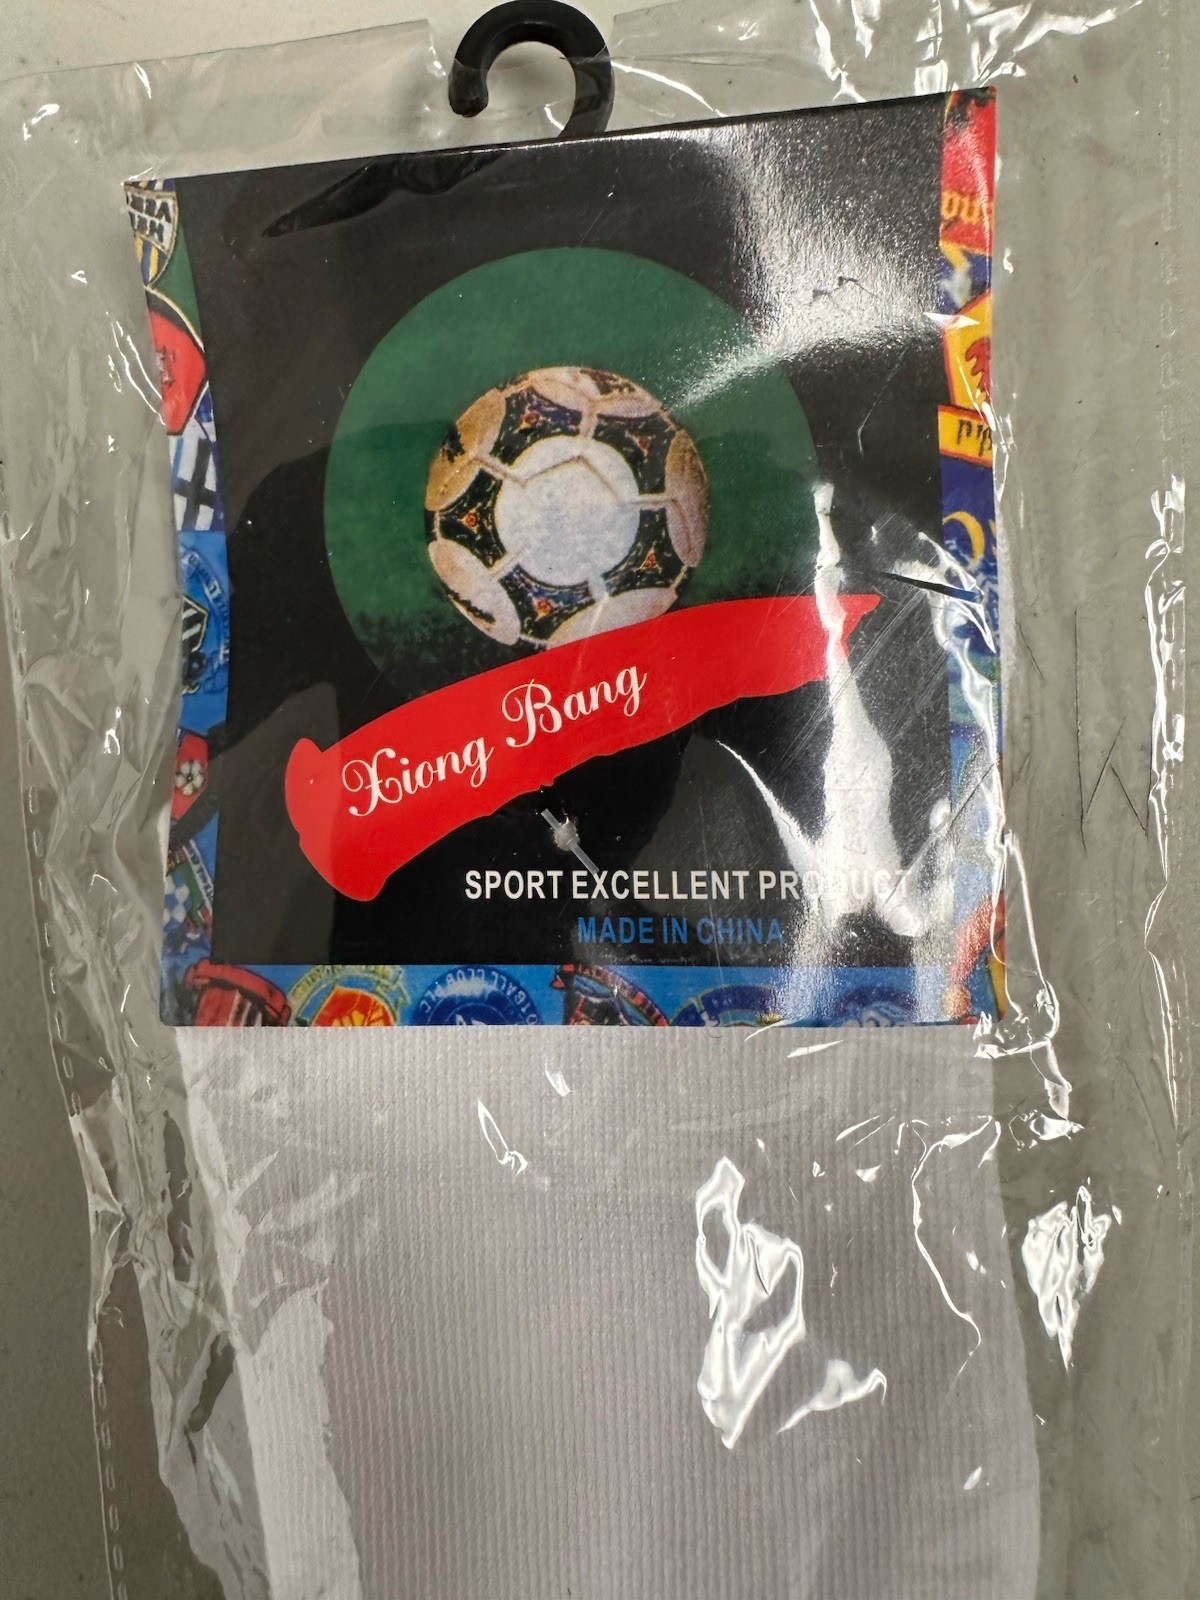 Xiong Bang
SPORT EXCELLENT PRODUCT
MADE IN CHINA